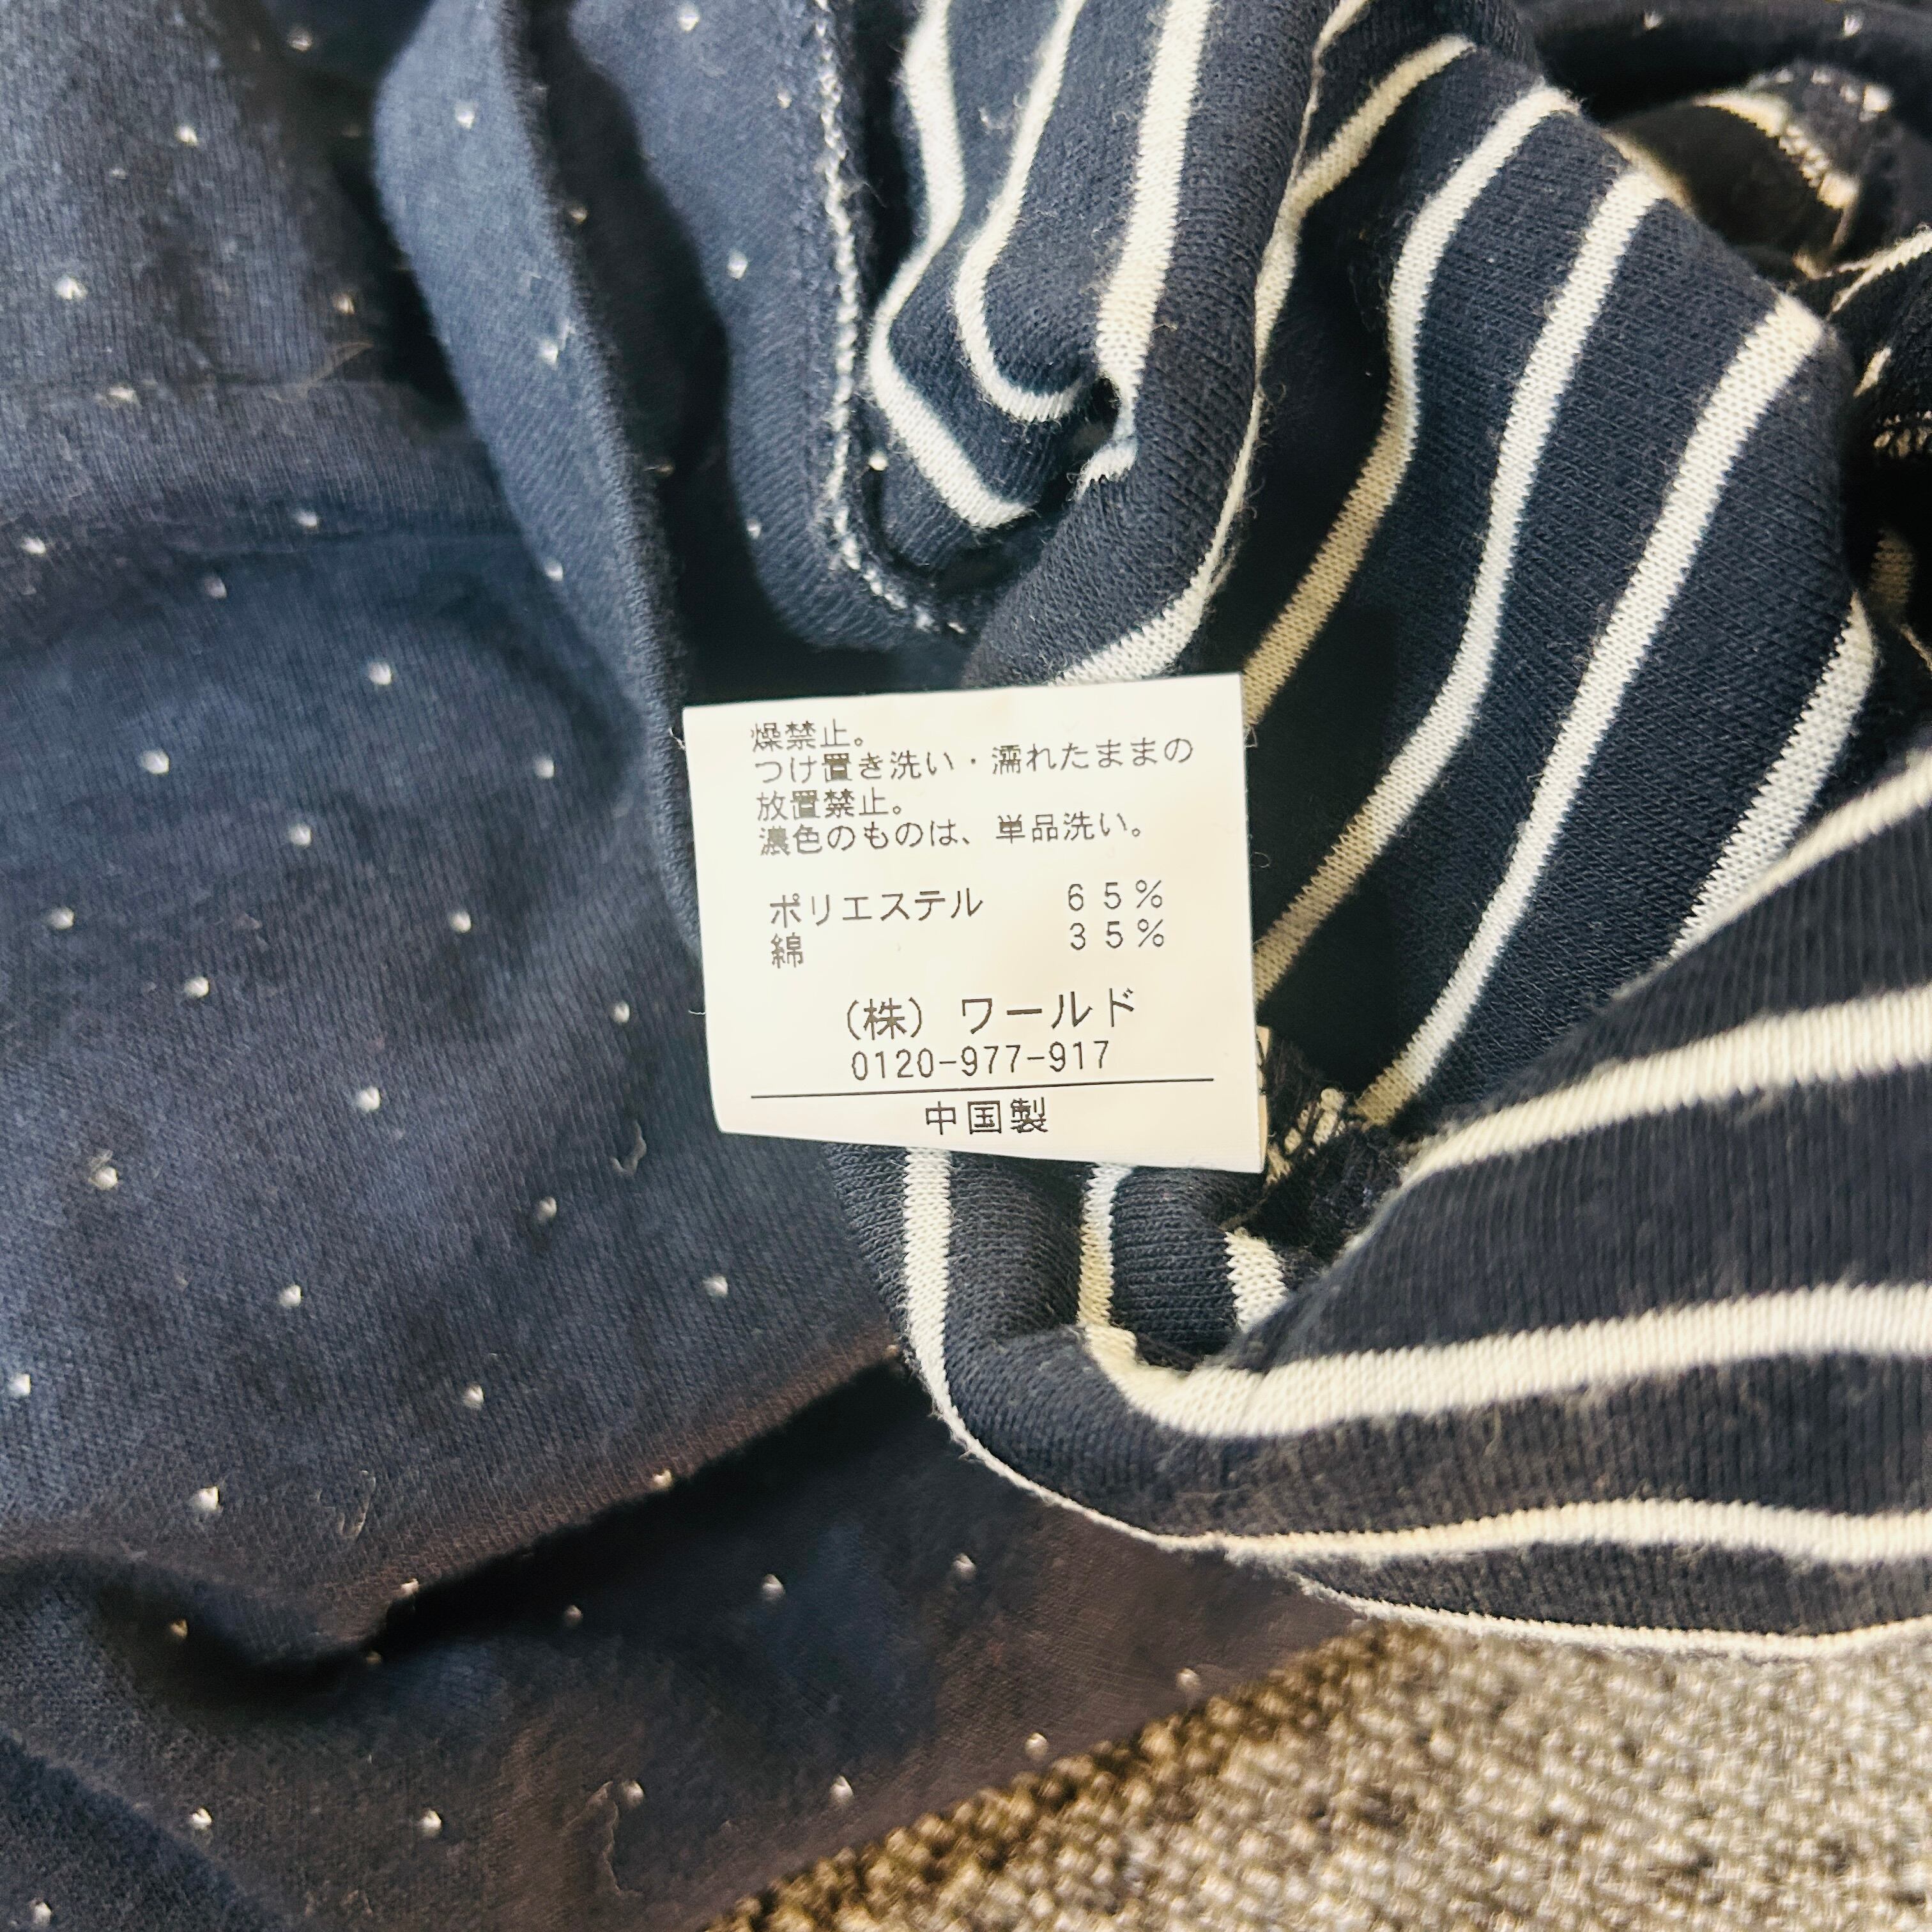 燥禁止。
つけ置き洗い・濡れたままの
放置禁止。
濃色のものは、単品洗い。
ポリエステル 65%
綿 35%
(株) ワールド
0120-977-917
中国製